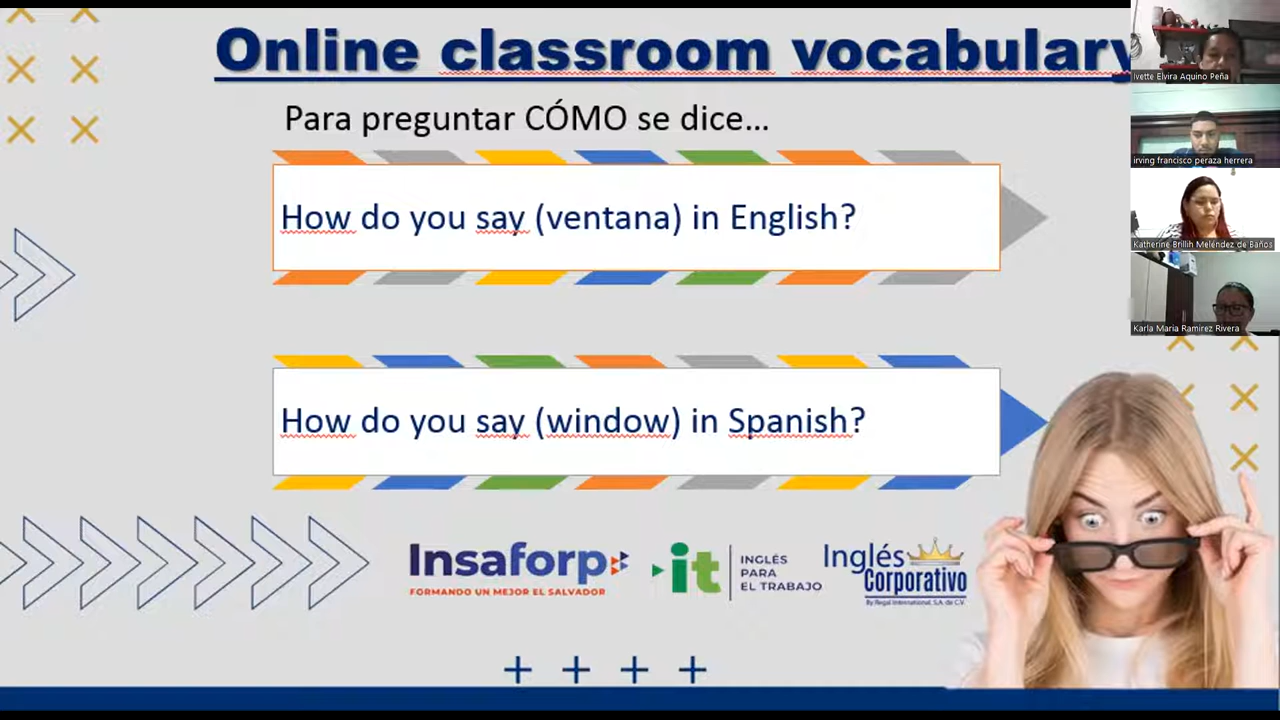 Online classroom vocabulary
Para preguntar CÓMO se dice...
How do you say (ventana) in English?
How do you say (window) in Spanish?
Insaforp
FORMANDO UN MEJOR EL SALVADOR
it
INGLÉS
PARA
EL TRABAJO
Inglés
Corporativo
By Regal International, S.A. de C.V.
Ivette Elvira Aquino Peña
irving francisco peraza herrera
Katherine Brillih Meléndez de Baños
Karla Maria Ramirez Rivera